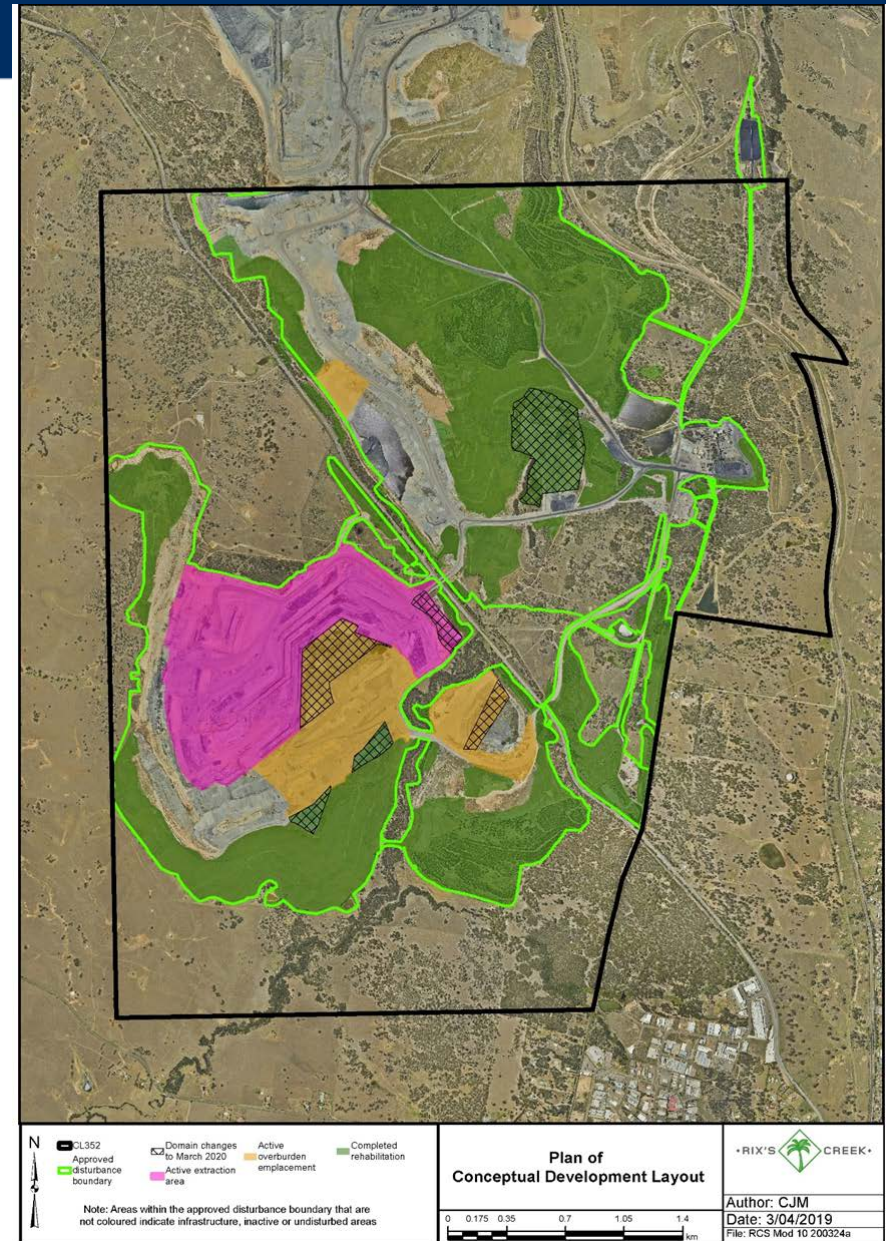 N
CL352
Approved
disturbance
boundary
Domain changes
to March 2020
Active extraction
area
Active
overburden
emplacement
Completed
rehabilitation
Note: Areas within the approved disturbance boundary that are
not coloured indicate infrastructure, inactive or undisturbed areas
Plan of
Conceptual Development Layout
0 0.175 0.35 0.7 1.05 1.4
km
•RIX'S CREEK•
Author: CJM
Date: 3/04/2019
File: RCS Mod 10 200324a